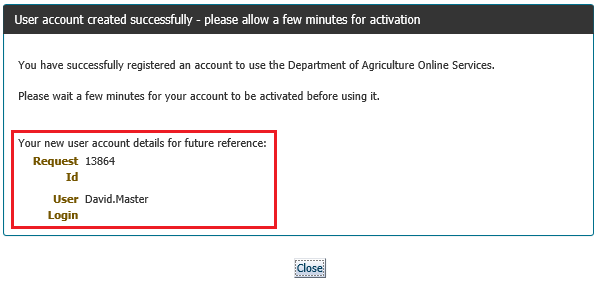 User account created successfully - please allow a few minutes for activation
You have successfully registered an account to use the Department of Agriculture Online Services.
Please wait a few minutes for your account to be activated before using it.
Your new user account details for future reference:
Request 13864
Id
User David.Master
Login
Close